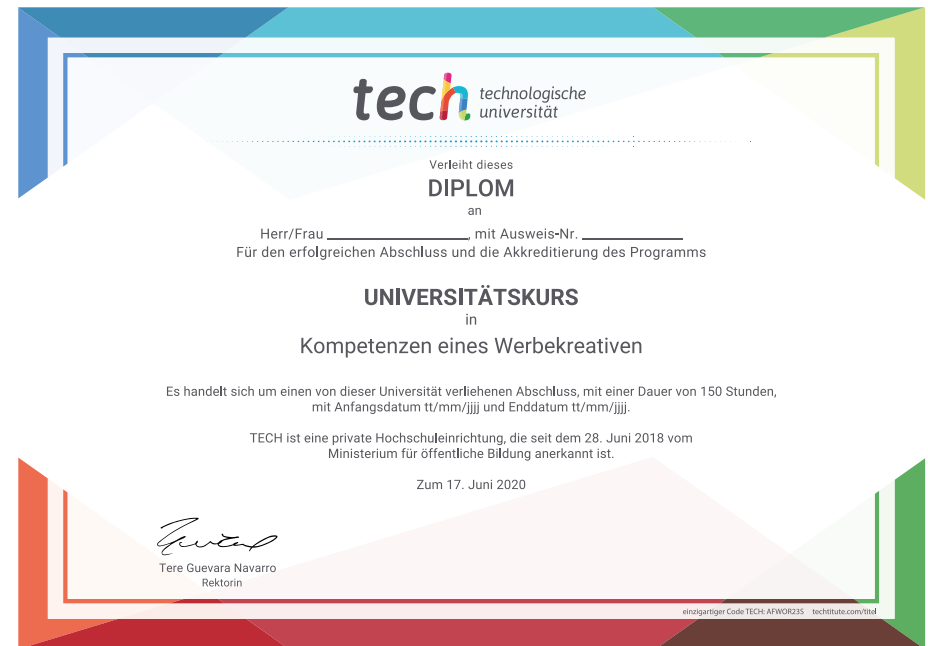 tech technologische
universität
Verleiht dieses
DIPLOM
an
Herr/Frau __________________, mit Ausweis-Nr. _____________
Für den erfolgreichen Abschluss und die Akkreditierung des Programms
UNIVERSITÄTSKURS
in
Kompetenzen eines Werbekreativen
Es handelt sich um einen von dieser Universität verliehenen Abschluss, mit einer Dauer von 150 Stunden,
mit Anfangsdatum tt/mm/jjjj und Enddatum tt/mm/jjjj.
TECH ist eine private Hochschuleinrichtung, die seit dem 28. Juni 2018 vom
Ministerium für öffentliche Bildung anerkannt ist.
Zum 17. Juni 2020
Tere Guevara Navarro
Rektorin
einzigartiger Code TECH: AFWOR23S techtitute.com/titel